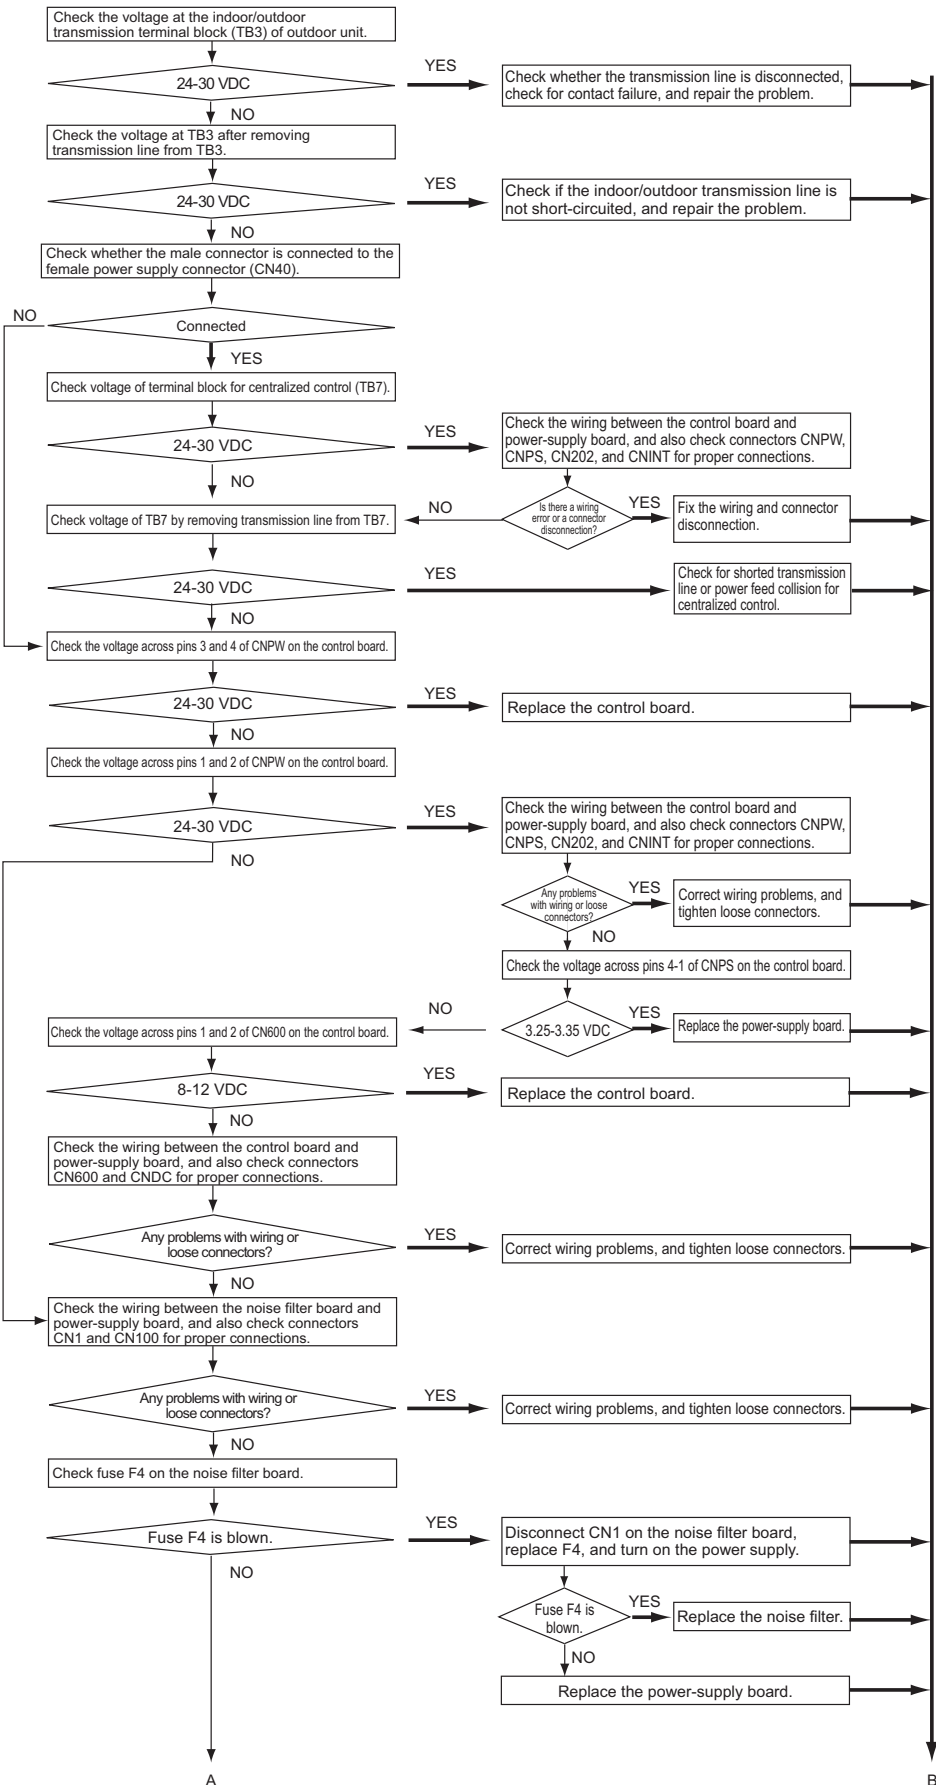 Check the voltage at the indoor/outdoor
transmission terminal block (TB3) of outdoor unit.
24-30 VDC
YES
Check whether the transmission line is disconnected,
check for contact failure, and repair the problem.
NO
Check the voltage at TB3 after removing
transmission line from TB3.
24-30 VDC
YES
Check if the indoor/outdoor transmission line is
not short-circuited, and repair the problem.
NO
Check whether the male connector is connected to the
female power supply connector (CN40).
NO
Connected
YES
Check voltage of terminal block for centralized control (TB7).
24-30 VDC
YES
Check the wiring between the control board and
power-supply board, and also check connectors CNPW,
CNPS, CN202, and CNINT for proper connections.
NO
Is there a wiring
error or a connector
disconnection?
YES
Fix the wiring and connector
disconnection.
NO
Check voltage of TB7 by removing transmission line from TB7.
24-30 VDC
YES
Check for shorted transmission
line or power feed collision for
centralized control.
NO
Check the voltage across pins 3 and 4 of CNPW on the control board.
24-30 VDC
YES
Replace the control board.
NO
Check the voltage across pins 1 and 2 of CNPW on the control board.
24-30 VDC
YES
Check the wiring between the control board and
power-supply board, and also check connectors CNPW,
CNPS, CN202, and CNINT for proper connections.
NO
Any problems
with wiring or loose
connectors?
YES
Correct wiring problems, and
tighten loose connectors.
NO
Check the voltage across pins 4-1 of CNPS on the control board.
3.25-3.35 VDC
YES
Replace the power-supply board.
NO
Check the voltage across pins 1 and 2 of CN600 on the control board.
8-12 VDC
YES
Replace the control board.
NO
Check the wiring between the control board and
power-supply board, and also check connectors
CN600 and CNDC for proper connections.
Any problems with wiring or
loose connectors?
YES
Correct wiring problems, and tighten loose connectors.
NO
Check the wiring between the noise filter board and
power-supply board, and also check connectors
CN1 and CN100 for proper connections.
Any problems with wiring or
loose connectors?
YES
Correct wiring problems, and tighten loose connectors.
NO
Check fuse F4 on the noise filter board.
Fuse F4 is blown.
YES
Disconnect CN1 on the noise filter board,
replace F4, and turn on the power supply.
NO
Fuse F4 is
blown.
YES
Replace the noise filter.
NO
Replace the power-supply board.
A
B